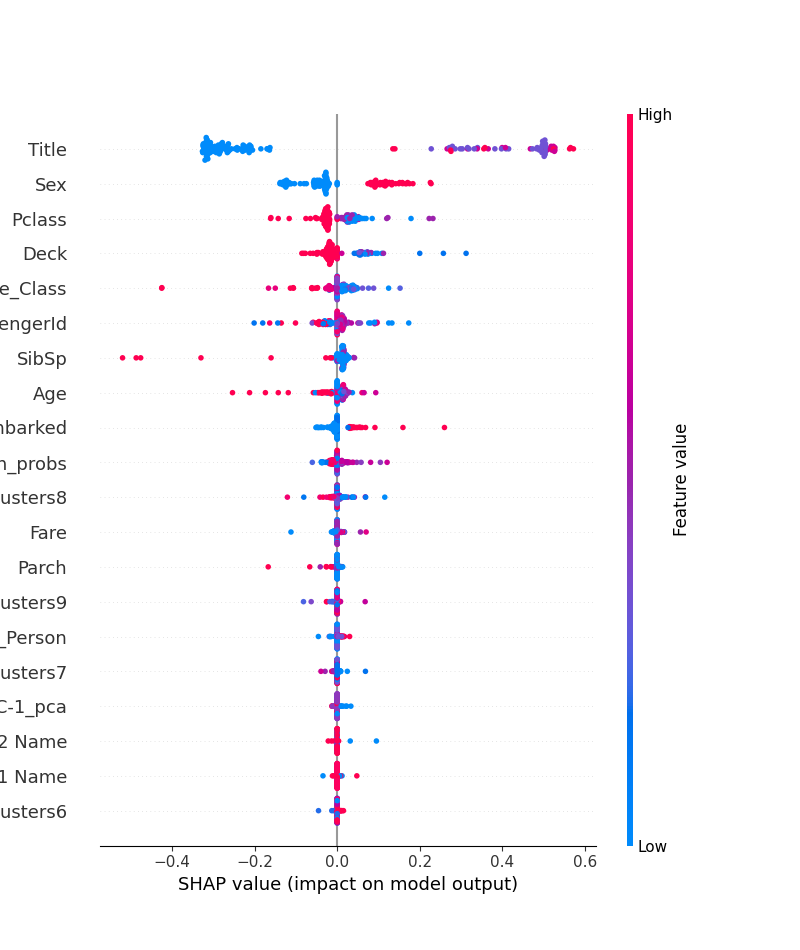 High
Title
Sex
Pclass
Deck
e_Class
engerId
SibSp
Age
nbarked
n_probs
usters8
Fare
Parch
usters9
_Person
usters7
C-1_pca
2 Name
1 Name
usters6
Low
Feature value
−0.4 −0.2 0.0 0.2 0.4 0.6
SHAP value (impact on model output)